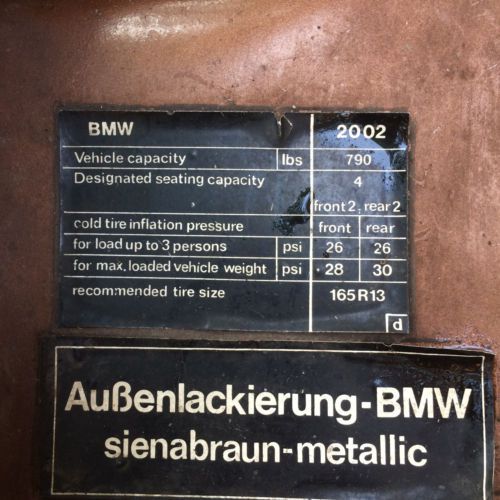 BMW 2002
Vehicle capacity lbs 790
Designated seating capacity 4
front 2, rear 2
cold tire inflation pressure front rear
for load up to 3 persons psi 26 26
for max. loaded vehicle weight psi 28 30
recommended tire size 165 R 13
d
Außenlackierung-BMW
sienabraun-metallic